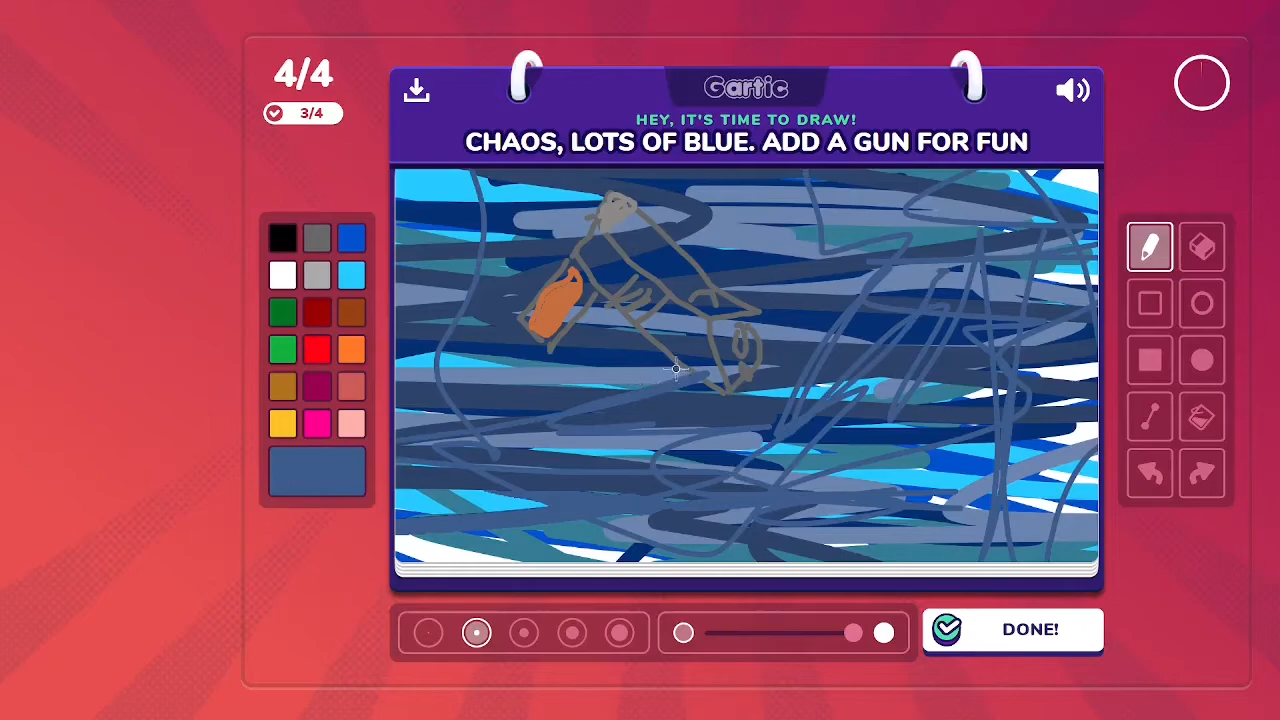 4/4
3/4
Gartic
HEY, IT'S TIME TO DRAW!
CHAOS, LOTS OF BLUE. ADD A GUN FOR FUN
DONE!